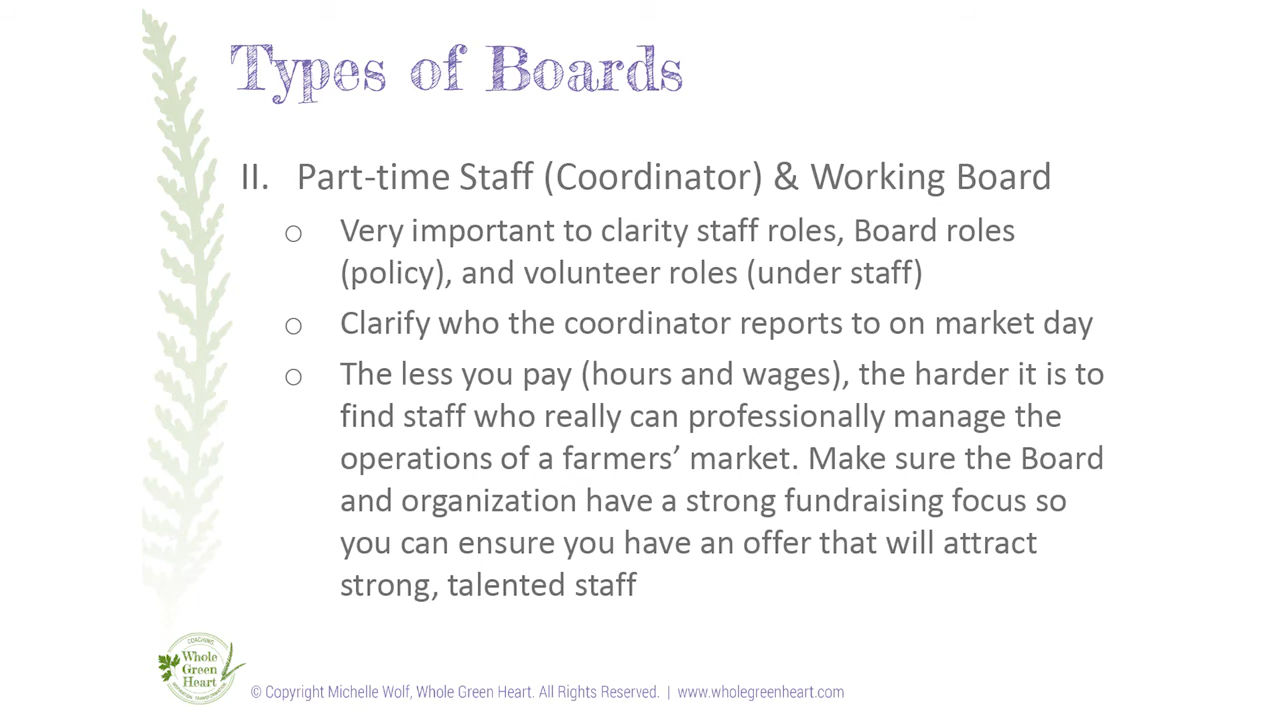 Types of Boards
II. Part-time Staff (Coordinator) & Working Board
o Very important to clarity staff roles, Board roles
(policy), and volunteer roles (under staff)
o Clarify who the coordinator reports to on market day
o The less you pay (hours and wages), the harder it is to
find staff who really can professionally manage the
operations of a farmers’ market. Make sure the Board
and organization have a strong fundraising focus so
you can ensure you have an offer that will attract
strong, talented staff
COACHING
Whole
Green
Heart
© Copyright Michelle Wolf, Whole Green Heart. All Rights Reserved. | www.wholegreenheart.com